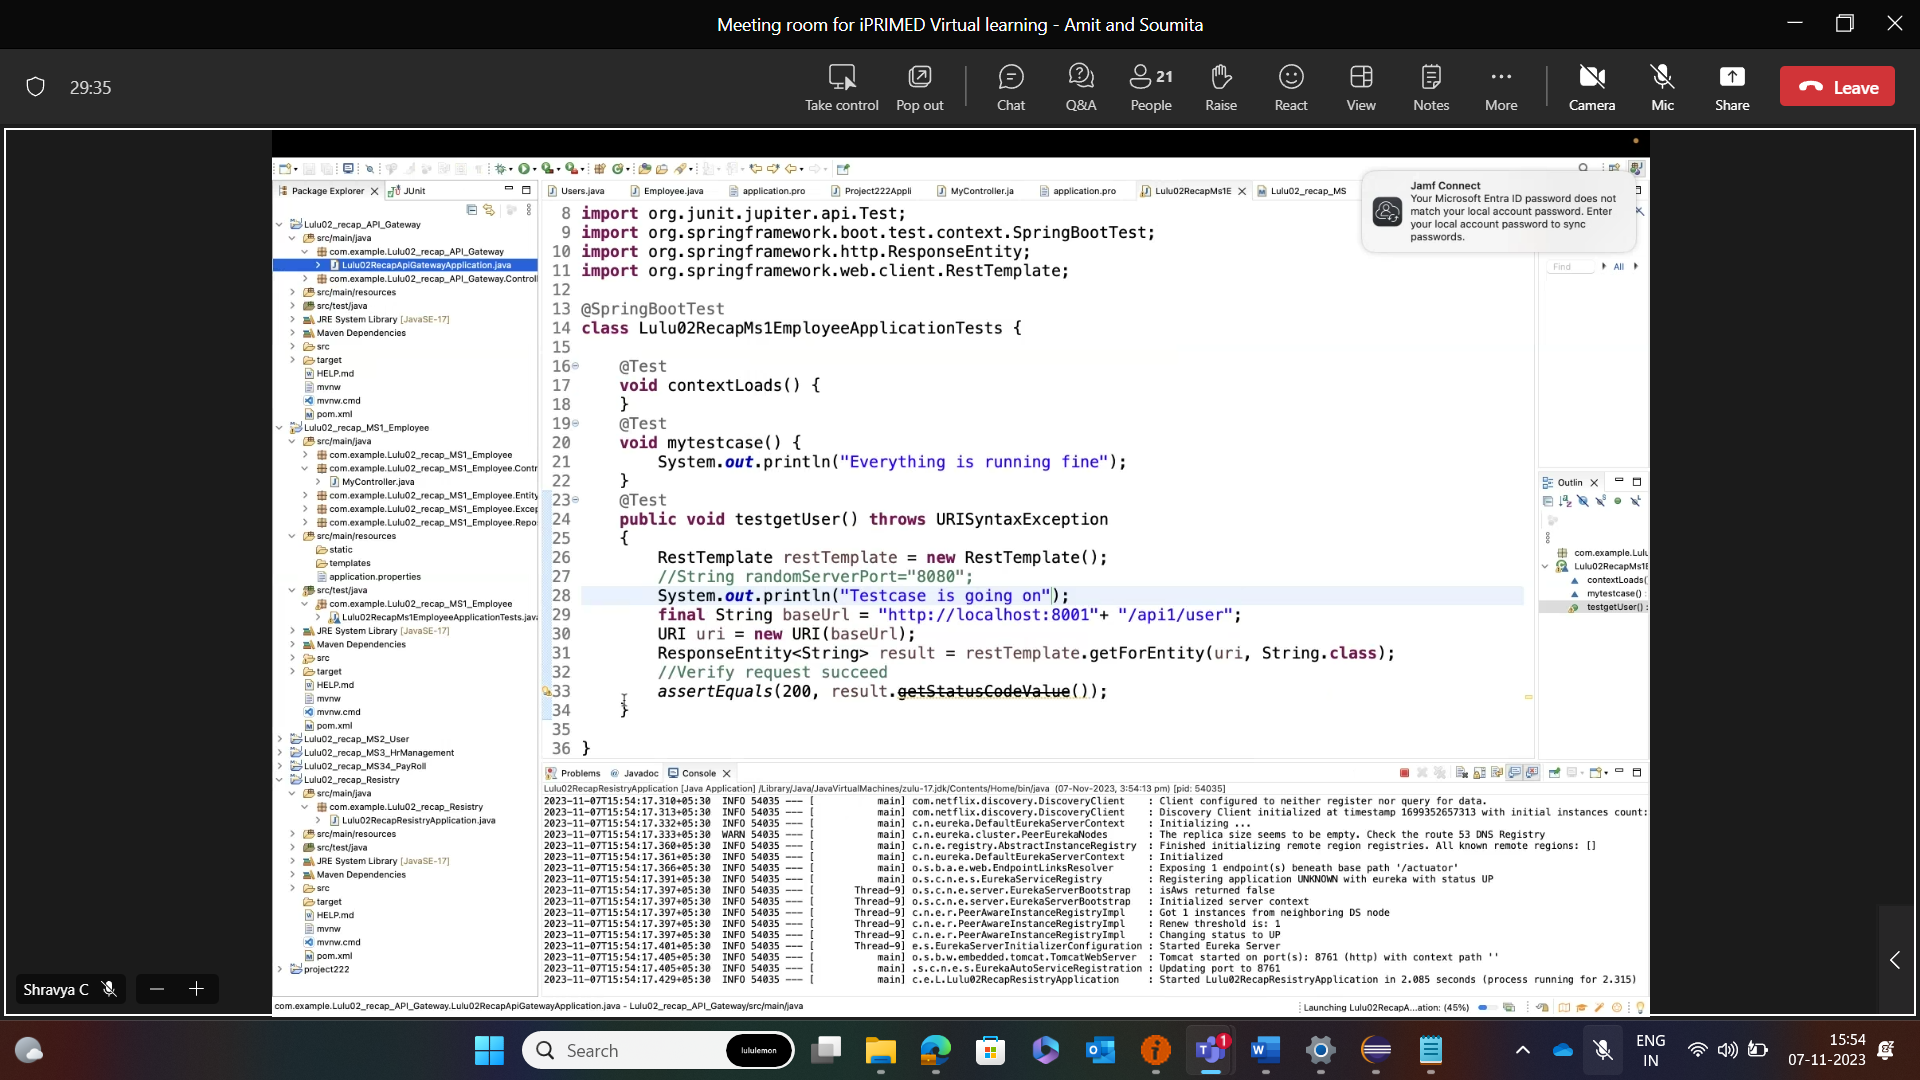 Meeting room for iPRIMED Virtual learning - Amit and Soumita
29:35
Take control
Pop out
Chat
Q&A
21
People
Raise
React
View
Notes
More
Camera
Mic
Share
Leave
Package Explorer
JUnit
Users.java
Employee.java
application.pro
Project222Appli
MyController.ja
application.pro
Lulu02RecapMs1E
Lulu02_recap_MS
Jamf Connect
Your Microsoft Entra ID password does not
match your local account password. Enter
your local account password to sync
passwords.
Find
All
Lulu02_recap_API_Gateway
src/main/java
com.example.Lulu02_recap_API_Gateway
Lulu02RecapApiGatewayApplication.java
com.example.Lulu02_recap_API_Gateway.Control
src/main/resources
src/test/java
JRE System Library [JavaSE-17]
Maven Dependencies
src
target
HELP.md
mvnw
mvnw.cmd
pom.xml
Lulu02_recap_MS1_Employee
src/main/java
com.example.Lulu02_recap_MS1_Employee
com.example.Lulu02_recap_MS1_Employee.Contr
MyController.java
com.example.Lulu02_recap_MS1_Employee.Entity
com.example.Lulu02_recap_MS1_Employee.Excep
com.example.Lulu02_recap_MS1_Employee.Repo
src/main/resources
static
templates
application.properties
src/test/java
com.example.Lulu02_recap_MS1_Employee
Lulu02RecapMs1EmployeeApplicationTests.java
JRE System Library [JavaSE-17]
Maven Dependencies
src
target
HELP.md
mvnw
mvnw.cmd
pom.xml
Lulu02_recap_MS2_User
Lulu02_recap_MS3_HrManagement
Lulu02_recap_MS34_PayRoll
Lulu02_recap_Registry
src/main/java
com.example.Lulu02_recap_Registry
Lulu02RecapRegistryApplication.java
src/main/resources
src/test/java
JRE System Library [JavaSE-17]
Maven Dependencies
src
target
HELP.md
mvnw
mvnw.cmd
pom.xml
project222
8 import org.junit.jupiter.api.Test;
9 import org.springframework.boot.test.context.SpringBootTest;
10 import org.springframework.http.ResponseEntity;
11 import org.springframework.web.client.RestTemplate;
12
13 @SpringBootTest
14 class Lulu02RecapMs1EmployeeApplicationTests {
15
16 @Test
17 void contextLoads() {
18 }
19 @Test
20 void mytestcase() {
21 System.out.println("Everything is running fine");
22 }
23 @Test
24 public void testgetUser() throws URISyntaxException
25 {
26 RestTemplate restTemplate = new RestTemplate();
27 //String randomServerPort="8080";
28 System.out.println("Testcase is going on");
29 final String baseUrl = "http://localhost:8001"+ "/api1/user";
30 URI uri = new URI(baseUrl);
31 ResponseEntity<String> result = restTemplate.getForEntity(uri, String.class);
32 //Verify request succeed
33 assertEquals(200, result.getStatusCodeValue());
34 }
35
36 }
Outlin
com.example.Lulu
Lulu02RecapMs1E
contextLoads(
mytestcase() :
testgetUser() :
Problems
Javadoc
Console
Lulu02RecapRegistryApplication [Java Application] /Library/Java/JavaVirtualMachines/zulu-17.jdk/Contents/Home/bin/java (07-Nov-2023, 3:54:13 pm) [pid: 54035]
2023-11-07T15:54:17.310+05:30 INFO 54035 --- [ main] com.netflix.discovery.DiscoveryClient : Client configured to neither register nor query for data.
2023-11-07T15:54:17.313+05:30 INFO 54035 --- [ main] com.netflix.discovery.DiscoveryClient : Discovery Client initialized at timestamp 1699352657313 with initial instances count:
2023-11-07T15:54:17.332+05:30 INFO 54035 --- [ main] c.n.eureka.DefaultEurekaServerContext : Initializing ...
2023-11-07T15:54:17.333+05:30 WARN 54035 --- [ main] c.n.eureka.cluster.PeerEurekaNodes : The replica size seems to be empty. Check the route 53 DNS Registry
2023-11-07T15:54:17.360+05:30 INFO 54035 --- [ main] c.n.e.registry.AbstractInstanceRegistry : Finished initializing remote region registries. All known remote regions: []
2023-11-07T15:54:17.361+05:30 INFO 54035 --- [ main] c.n.eureka.DefaultEurekaServerContext : Initialized
2023-11-07T15:54:17.366+05:30 INFO 54035 --- [ main] o.s.b.a.e.web.EndpointLinksResolver : Exposing 1 endpoint(s) beneath base path '/actuator'
2023-11-07T15:54:17.391+05:30 INFO 54035 --- [ main] o.s.c.n.e.s.EurekaServiceRegistry : Registering application UNKNOWN with eureka with status UP
2023-11-07T15:54:17.397+05:30 INFO 54035 --- [ Thread-9] o.s.c.n.e.server.EurekaServerBootstrap : isAws returned false
2023-11-07T15:54:17.397+05:30 INFO 54035 --- [ Thread-9] o.s.c.n.e.server.EurekaServerBootstrap : Initialized server context
2023-11-07T15:54:17.397+05:30 INFO 54035 --- [ Thread-9] c.n.e.r.PeerAwareInstanceRegistryImpl : Got 1 instances from neighboring DS node
2023-11-07T15:54:17.397+05:30 INFO 54035 --- [ Thread-9] c.n.e.r.PeerAwareInstanceRegistryImpl : Renew threshold is: 1
2023-11-07T15:54:17.397+05:30 INFO 54035 --- [ Thread-9] c.n.e.r.PeerAwareInstanceRegistryImpl : Changing status to UP
2023-11-07T15:54:17.401+05:30 INFO 54035 --- [ Thread-9] e.s.EurekaServerInitializerConfiguration : Started Eureka Server
2023-11-07T15:54:17.405+05:30 INFO 54035 --- [ main] o.s.b.w.embedded.tomcat.TomcatWebServer : Tomcat started on port(s): 8761 (http) with context path ''
2023-11-07T15:54:17.405+05:30 INFO 54035 --- [ main] .s.c.n.e.s.EurekaAutoServiceRegistration : Updating port to 8761
2023-11-07T15:54:17.429+05:30 INFO 54035 --- [ main] c.e.L.Lulu02RecapRegistryApplication : Started Lulu02RecapRegistryApplication in 2.085 seconds (process running for 2.315)
Shravya C
com.example.Lulu02_recap_API_Gateway.Lulu02RecapApiGatewayApplication.java - Lulu02_recap_API_Gateway/src/main/java
Launching Lulu02RecapA...ation: (45%)
Search
lululemon
1
ENG
IN
15:54
07-11-2023